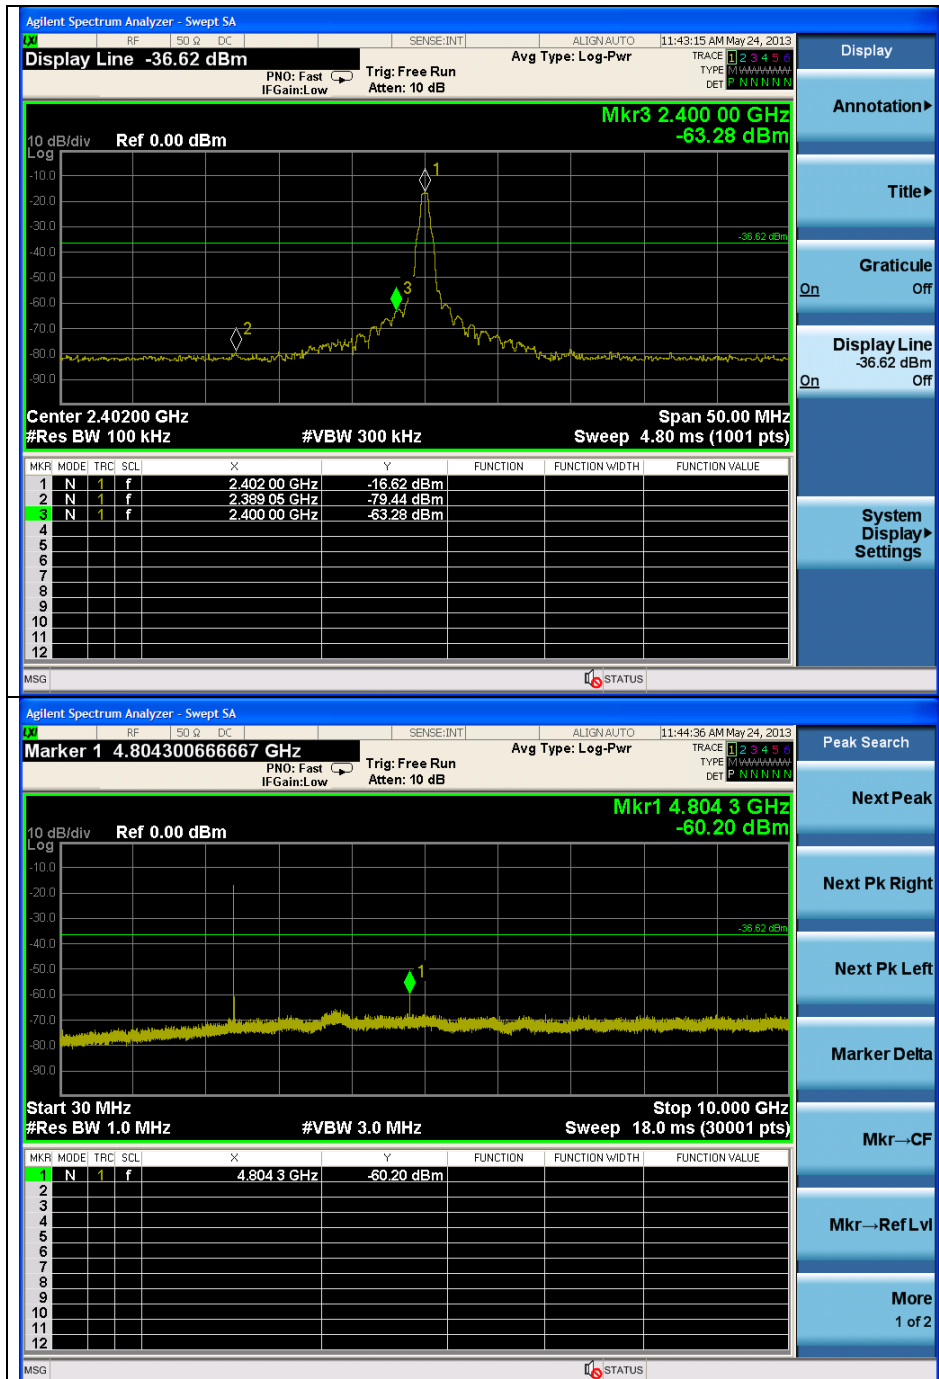 Agilent Spectrum Analyzer - Swept SA
LXI RF 50 Ω DC SENSE:INT ALIGN AUTO 11:43:15 AM May 24, 2013
Display Line -36.62 dBm
PNO: Fast
IFGain:Low
Trig: Free Run
Atten: 10 dB
Avg Type: Log-Pwr
TRACE 1 2 3 4 5 6
TYPE M
DET P N N N N N
Mkr3 2.400 00 GHz
-63.28 dBm
10 dB/div Ref 0.00 dBm
Log
-10.0
-20.0
-30.0
-40.0
-50.0
-60.0
-70.0
-80.0
-90.0
1
-36.62 dBm
3
2
Center 2.40200 GHz Span 50.00 MHz
#Res BW 100 kHz #VBW 300 kHz Sweep 4.80 ms (1001 pts)
MKR MODE TRC SCL X Y FUNCTION FUNCTION WIDTH FUNCTION VALUE
1 N 1 f 2.402 00 GHz -16.62 dBm
2 N 1 f 2.389 05 GHz -79.44 dBm
3 N 1 f 2.400 00 GHz -63.28 dBm
4
5
6
7
8
9
10
11
12
MSG STATUS
Display
Annotation
Title
Graticule
On Off
Display Line
-36.62 dBm
On Off
System
Display
Settings
Agilent Spectrum Analyzer - Swept SA
LXI RF 50 Ω DC SENSE:INT ALIGN AUTO 11:44:36 AM May 24, 2013
Marker 1 4.804300666667 GHz
PNO: Fast
IFGain:Low
Trig: Free Run
Atten: 10 dB
Avg Type: Log-Pwr
TRACE 1 2 3 4 5 6
TYPE M
DET P N N N N N
Mkr1 4.804 3 GHz
-60.20 dBm
10 dB/div Ref 0.00 dBm
Log
-10.0
-20.0
-30.0
-40.0
-50.0
-60.0
-70.0
-80.0
-90.0
-36.62 dBm
1
Start 30 MHz Stop 10.000 GHz
#Res BW 1.0 MHz #VBW 3.0 MHz Sweep 18.0 ms (30001 pts)
MKR MODE TRC SCL X Y FUNCTION FUNCTION WIDTH FUNCTION VALUE
1 N 1 f 4.804 3 GHz -60.20 dBm
2
3
4
5
6
7
8
9
10
11
12
MSG STATUS
Peak Search
Next Peak
Next Pk Right
Next Pk Left
Marker Delta
Mkr→CF
Mkr→Ref Lvl
More
1 of 2